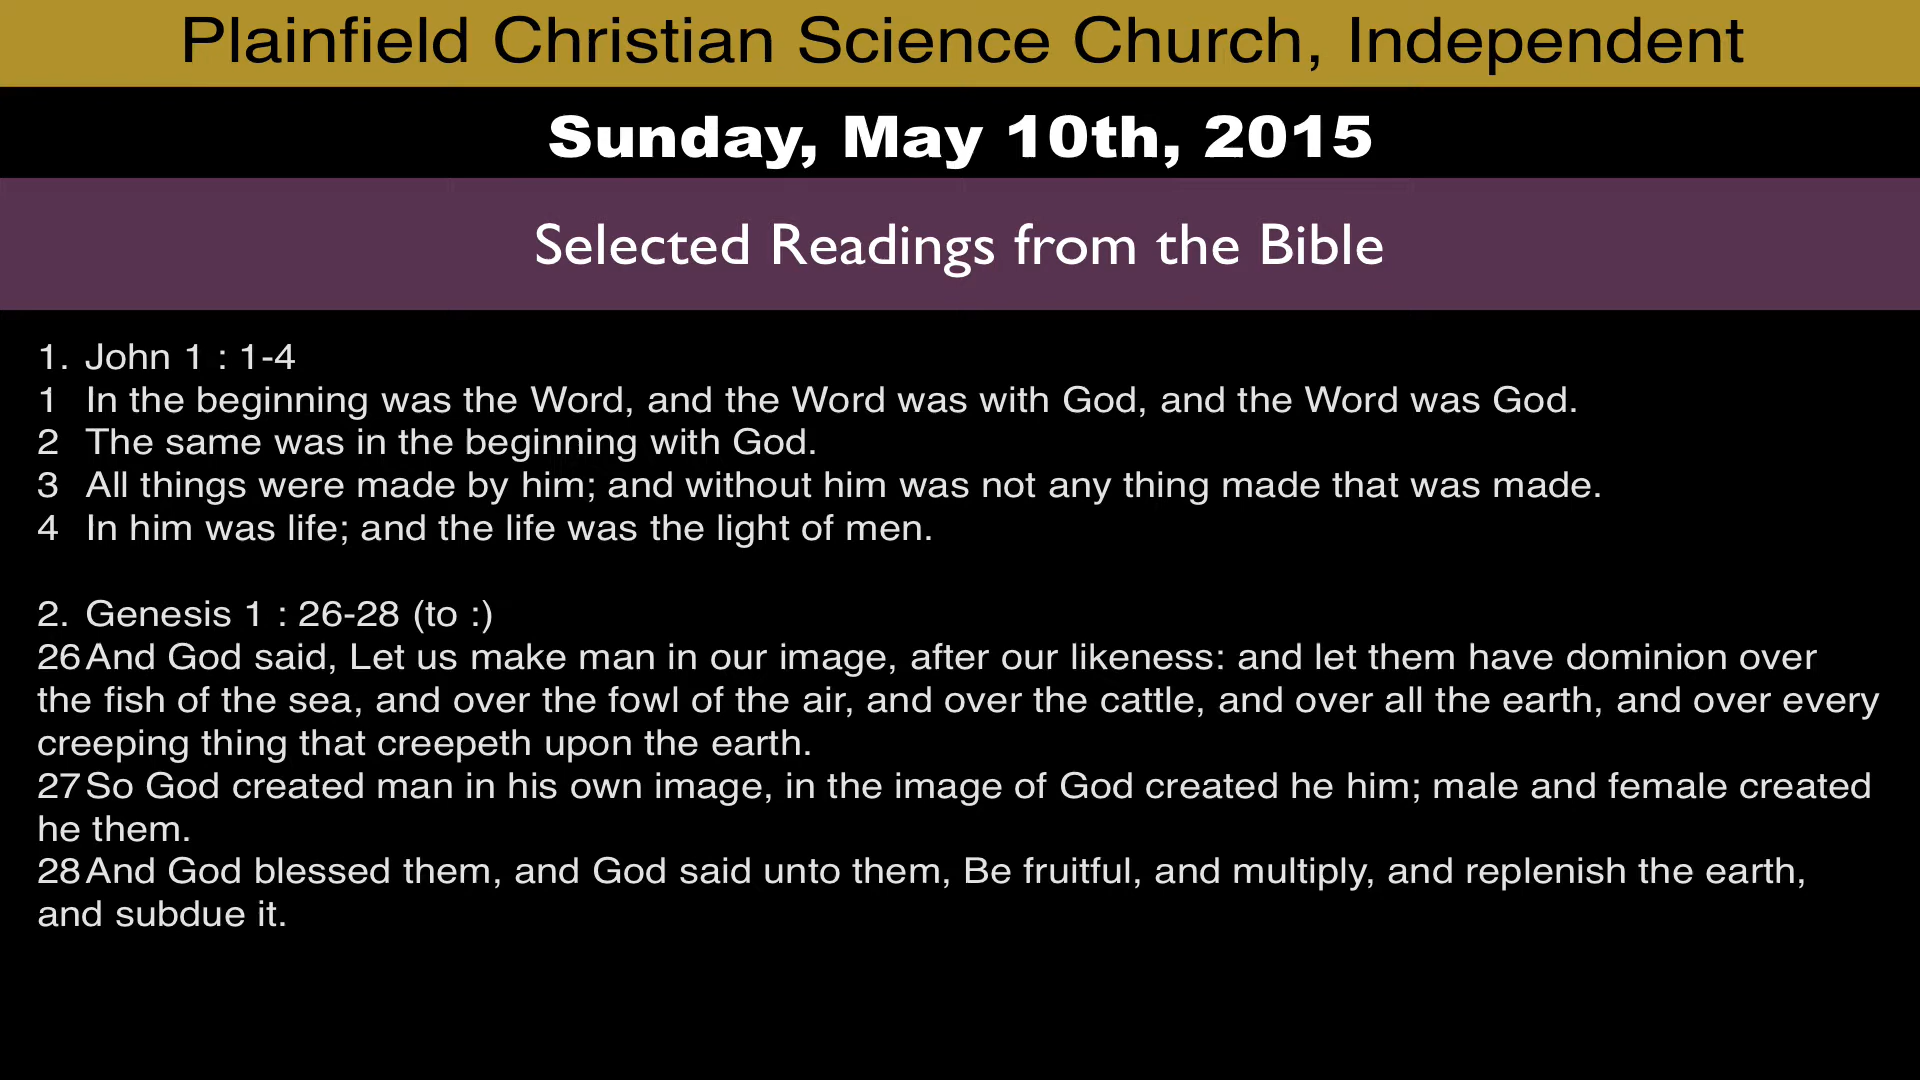 Plainfield Christian Science Church, Independent
Sunday, May 10th, 2015
Selected Readings from the Bible
1. John 1 : 1-4
1 In the beginning was the Word, and the Word was with God, and the Word was God.
2 The same was in the beginning with God.
3 All things were made by him; and without him was not any thing made that was made.
4 In him was life; and the life was the light of men.
2. Genesis 1 : 26-28 (to :)
26 And God said, Let us make man in our image, after our likeness: and let them have dominion over
the fish of the sea, and over the fowl of the air, and over the cattle, and over all the earth, and over every
creeping thing that creepeth upon the earth.
27 So God created man in his own image, in the image of God created he him; male and female created
he them.
28 And God blessed them, and God said unto them, Be fruitful, and multiply, and replenish the earth,
and subdue it.